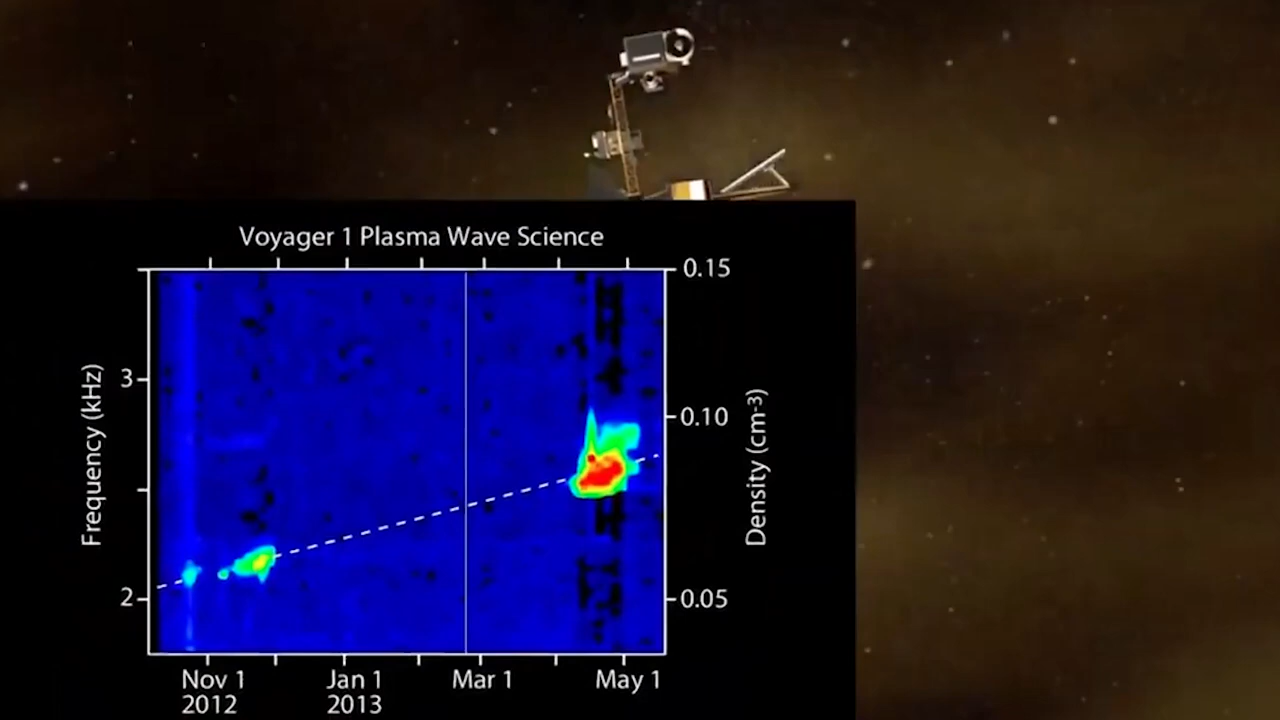 Voyager 1 Plasma Wave Science
0.15
3
0.10
Frequency (kHz)
Density (cm-3)
2
0.05
Nov 1
2012
Jan 1
2013
Mar 1
May 1